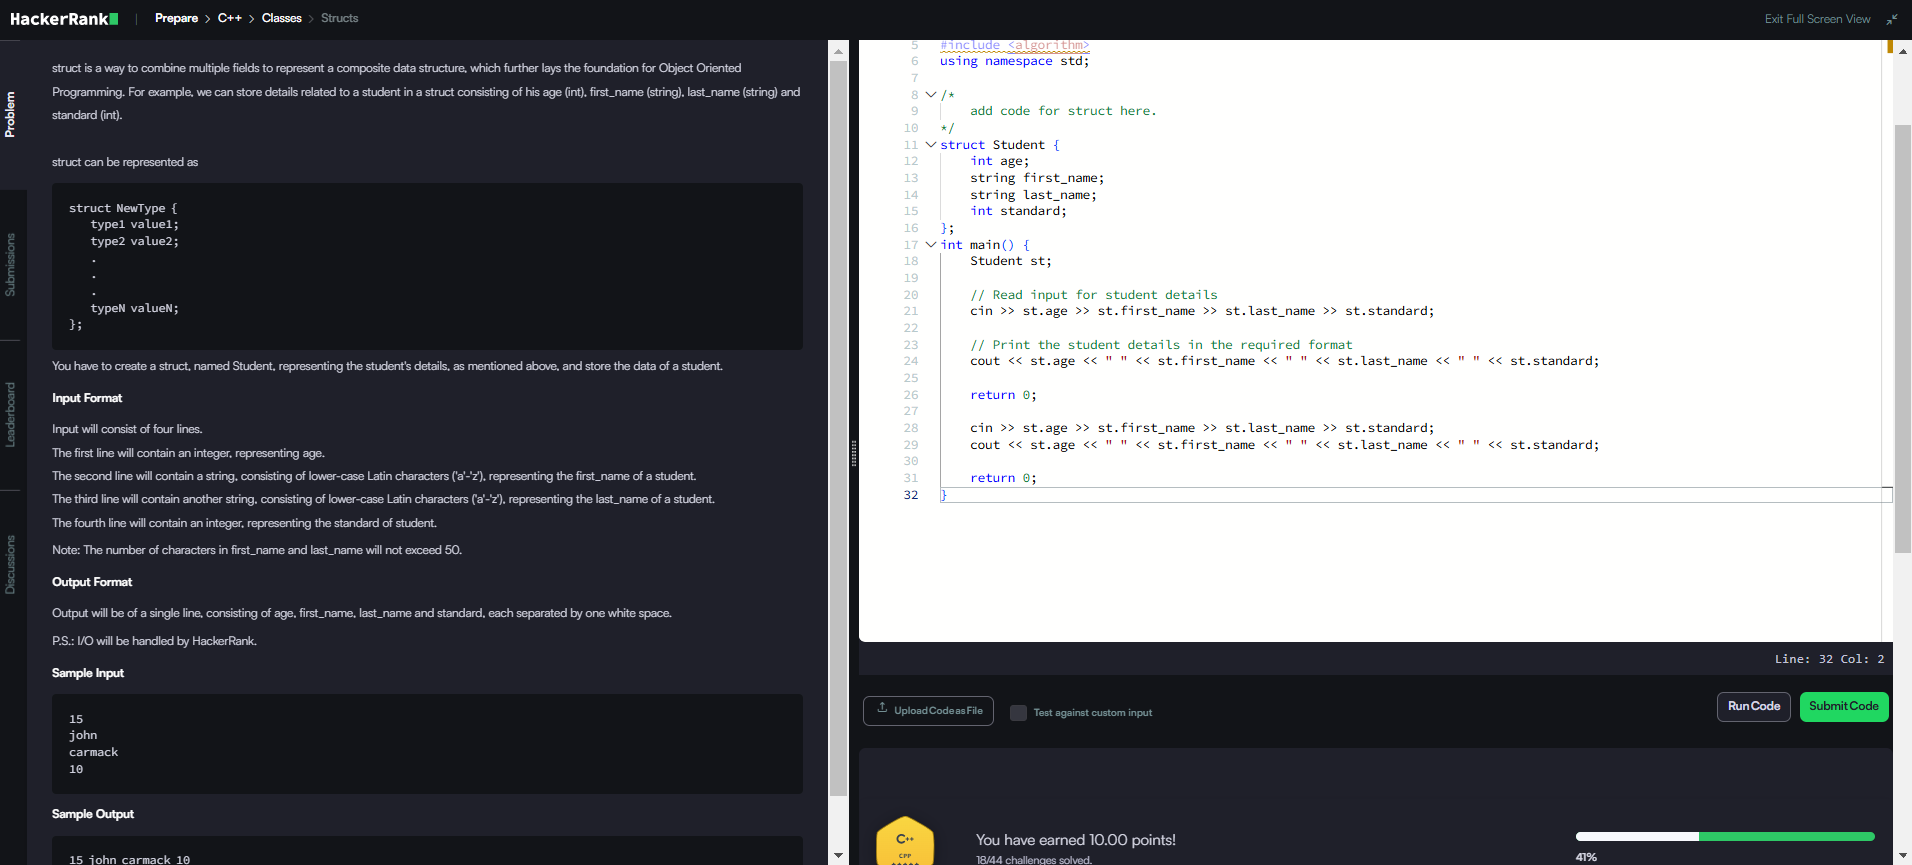 HackerRank | Prepare > C++ > Classes > Structs
Exit Full Screen View
Problem
Submissions
Leaderboard
Discussions
struct is a way to combine multiple fields to represent a composite data structure, which further lays the foundation for Object Oriented
Programming. For example, we can store details related to a student in a struct consisting of his age (int), first_name (string), last_name (string) and
standard (int).
struct can be represented as
struct NewType {
type1 value1;
type2 value2;
.
.
.
typeN valueN;
};
You have to create a struct, named Student, representing the student's details, as mentioned above, and store the data of a student.
Input Format
Input will consist of four lines.
The first line will contain an integer, representing age.
The second line will contain a string, consisting of lower-case Latin characters ('a'-'z'), representing the first_name of a student.
The third line will contain another string, consisting of lower-case Latin characters ('a'-'z'), representing the last_name of a student.
The fourth line will contain an integer, representing the standard of student.
Note: The number of characters in first_name and last_name will not exceed 50.
Output Format
Output will be of a single line, consisting of age, first_name, last_name and standard, each separated by one white space.
P.S.: I/O will be handled by HackerRank.
Sample Input
15
john
carmack
10
Sample Output
15 john carmack 10
5 #include <algorithm>
6 using namespace std;
7
8 /*
9 add code for struct here.
10 */
11 struct Student {
12 int age;
13 string first_name;
14 string last_name;
15 int standard;
16 };
17 int main() {
18 Student st;
19
20 // Read input for student details
21 cin >> st.age >> st.first_name >> st.last_name >> st.standard;
22
23 // Print the student details in the required format
24 cout << st.age << " " << st.first_name << " " << st.last_name << " " << st.standard;
25
26 return 0;
27
28 cin >> st.age >> st.first_name >> st.last_name >> st.standard;
29 cout << st.age << " " << st.first_name << " " << st.last_name << " " << st.standard;
30
31 return 0;
32 }
Line: 32 Col: 2
Upload Code as File
Test against custom input
Run Code
Submit Code
C++
CPP
You have earned 10.00 points!
18/44 challenges solved.
41%